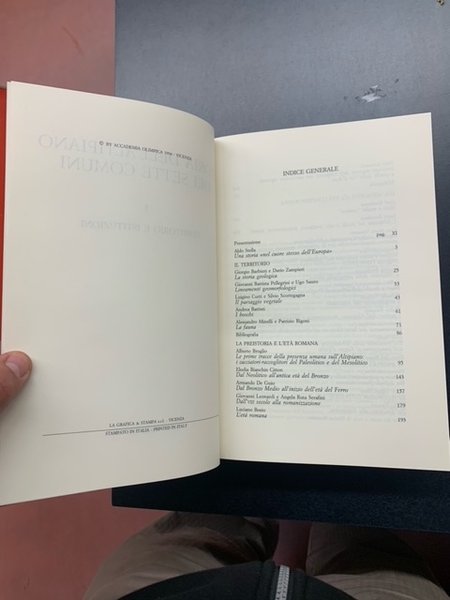 © BY ACCADEMIA OLIMPICA 1994 - VICENZA
LA GRAFICA & STAMPA s.r.l. - VICENZA
STAMPATO IN ITALIA - PRINTED IN ITALY
INDICE GENERALE
Presentazione pag. XI
Aldo Stella
Una storia «nel cuore stesso dell'Europa» 3
IL TERRITORIO
Giorgio Barbieri e Dario Zampieri
La storia geologica 25
Giovanni Battista Pellegrini e Ugo Sauro
Lineamenti geomorfologici 33
Luigino Curti e Silvio Scortegagna
Il paesaggio vegetale 43
Andrea Battisti
I boschi 61
Alessandro Minelli e Patrizio Bigoni
La fauna 71
Bibliografia 86
LA PREISTORIA E L'ETÀ ROMANA
Alberto Broglio
Le prime tracce della presenza umana sull'Altipiano:
i cacciatori-raccoglitori del Paleolitico e del Mesolitico 95
Elodia Bianchin Citton
Dal Neolitico all'antica età del Bronzo 129
Armando De Guio
Dal Bronzo Medio all'inizio dell'età del Ferro 157
Giovanni Leonardi e Angela Ruta Serafini
Dall'VIII secolo alla romanizzazione 179
Luciano Bosio
L'età romana 195